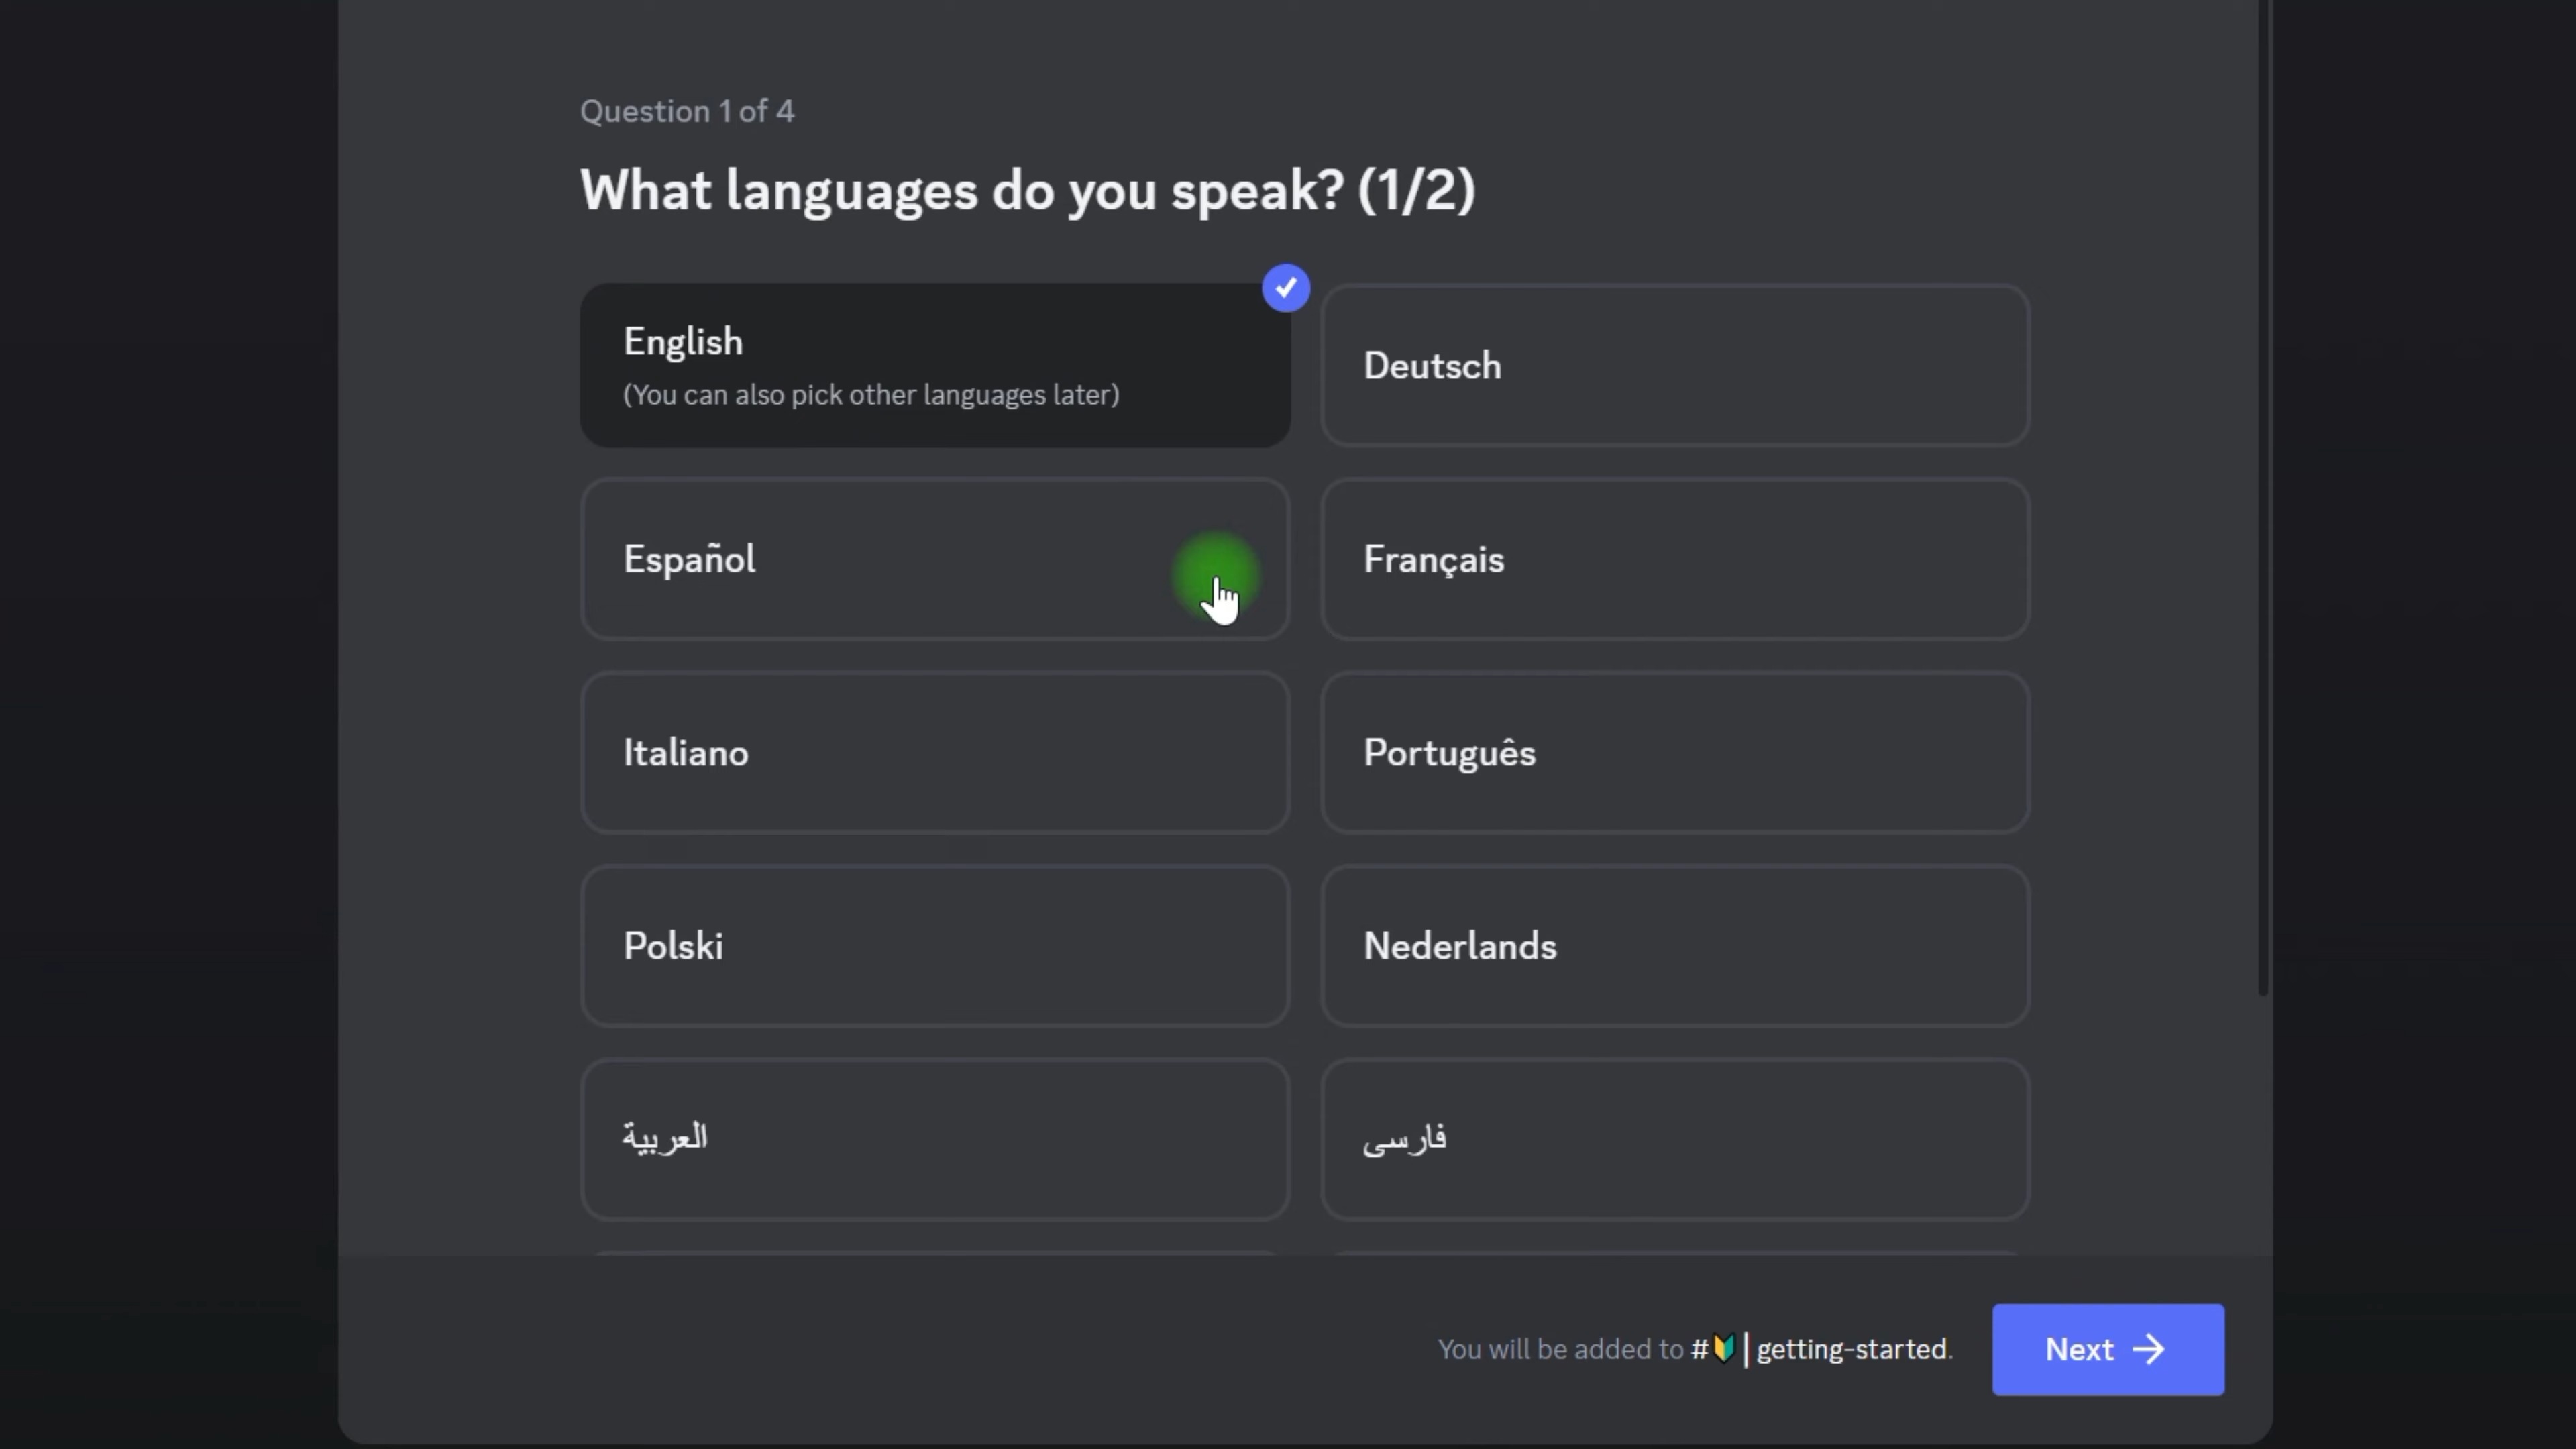 Question 1 of 4
What languages do you speak? (1/2)
English
(You can also pick other languages later)
Deutsch
Español
Français
Italiano
Português
Polski
Nederlands
العربية
فارسی
You will be added to #🔰| getting-started.
Next →